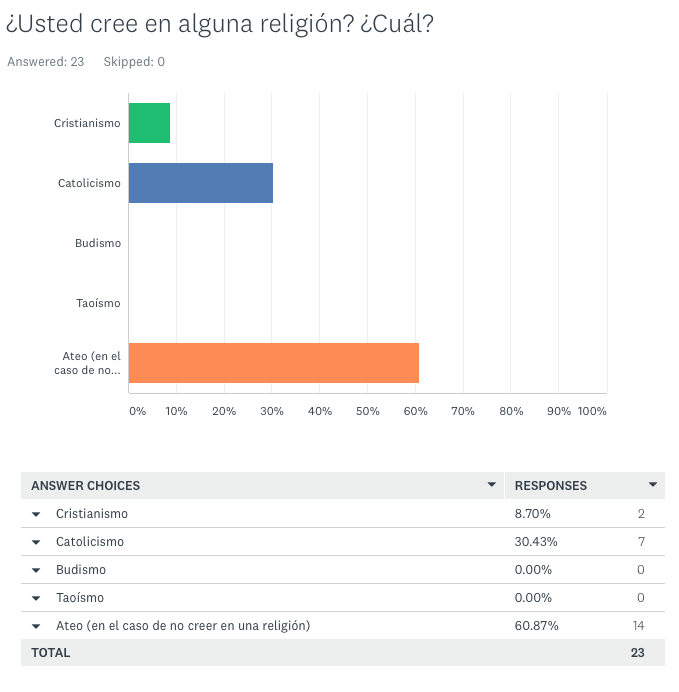 ¿Usted cree en alguna religión? ¿Cuál?
Answered: 23 Skipped: 0
Cristianismo
Catolicismo
Budismo
Taoísmo
Ateo (en el
caso de no...
0% 10% 20% 30% 40% 50% 60% 70% 80% 90% 100%
ANSWER CHOICES RESPONSES
Cristianismo 8.70% 2
Catolicismo 30.43% 7
Budismo 0.00% 0
Taoísmo 0.00% 0
Ateo (en el caso de no creer en una religión) 60.87% 14
TOTAL 23